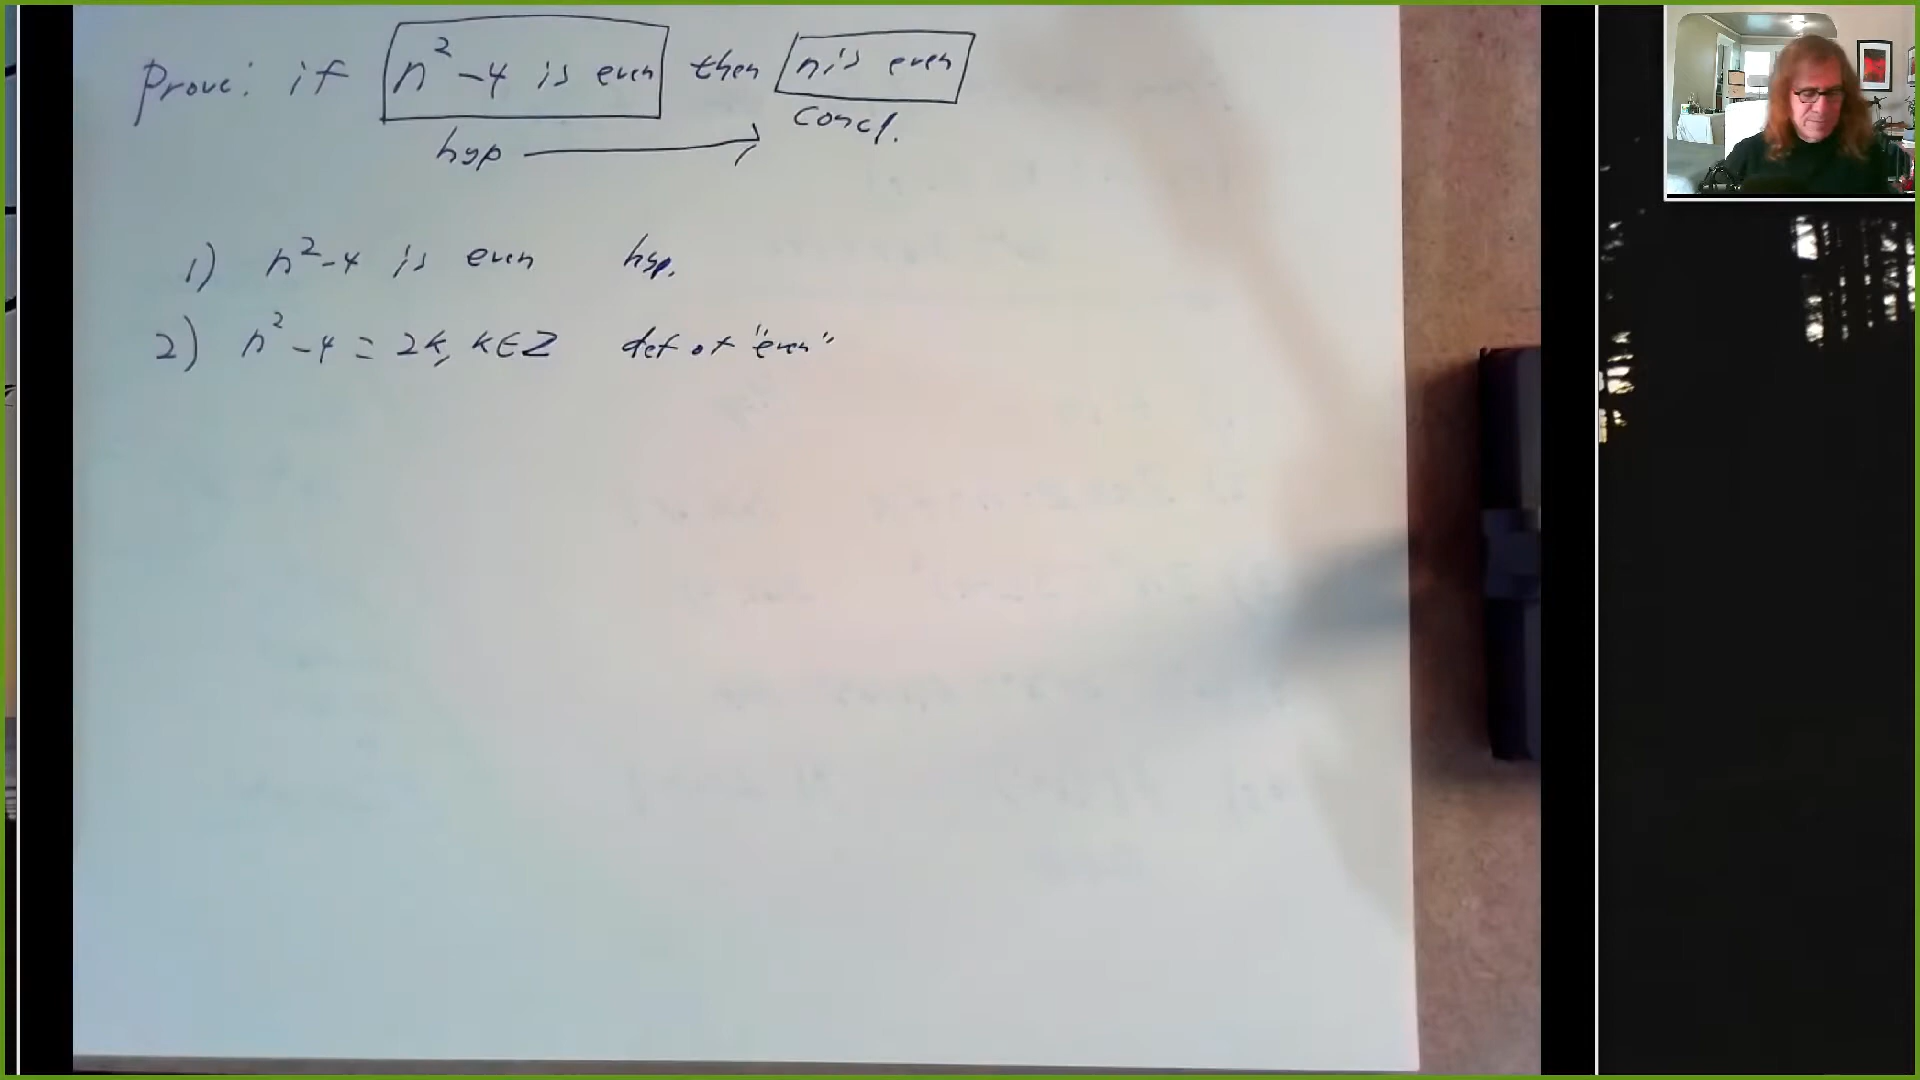 Prove: if n² - 4 is even then n is even
hyp → concl.
1) n² - 4 is even hyp.
2) n² - 4 = 2k, k ∈ Z def of "even"